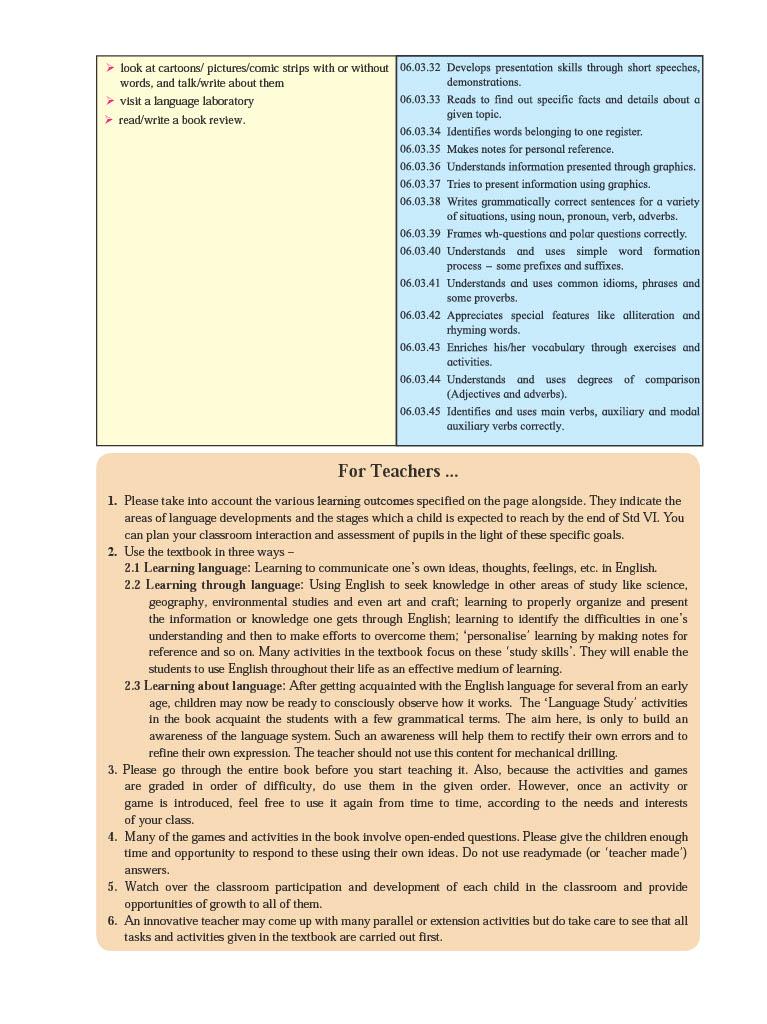 ➢ look at cartoons/ pictures/comic strips with or without
words, and talk/write about them
➢ visit a language laboratory
➢ read/write a book review.
06.03.32 Develops presentation skills through short speeches,
demonstrations.
06.03.33 Reads to find out specific facts and details about a
given topic.
06.03.34 Identifies words belonging to one register.
06.03.35 Makes notes for personal reference.
06.03.36 Understands information presented through graphics.
06.03.37 Tries to present information using graphics.
06.03.38 Writes grammatically correct sentences for a variety
of situations, using noun, pronoun, verb, adverbs.
06.03.39 Frames wh-questions and polar questions correctly.
06.03.40 Understands and uses simple word formation
process – some prefixes and suffixes.
06.03.41 Understands and uses common idioms, phrases and
some proverbs.
06.03.42 Appreciates special features like alliteration and
rhyming words.
06.03.43 Enriches his/her vocabulary through exercises and
activities.
06.03.44 Understands and uses degrees of comparison
(Adjectives and adverbs).
06.03.45 Identifies and uses main verbs, auxiliary and modal
auxiliary verbs correctly.
For Teachers ...
1. Please take into account the various learning outcomes specified on the page alongside. They indicate the
areas of language developments and the stages which a child is expected to reach by the end of Std VI. You
can plan your classroom interaction and assessment of pupils in the light of these specific goals.
2. Use the textbook in three ways –
2.1 Learning language: Learning to communicate one's own ideas, thoughts, feelings, etc. in English.
2.2 Learning through language: Using English to seek knowledge in other areas of study like science,
geography, environmental studies and even art and craft; learning to properly organize and present
the information or knowledge one gets through English; learning to identify the difficulties in one's
understanding and then to make efforts to overcome them; 'personalise' learning by making notes for
reference and so on. Many activities in the textbook focus on these 'study skills'. They will enable the
students to use English throughout their life as an effective medium of learning.
2.3 Learning about language: After getting acquainted with the English language for several from an early
age, children may now be ready to consciously observe how it works. The 'Language Study' activities
in the book acquaint the students with a few grammatical terms. The aim here, is only to build an
awareness of the language system. Such an awareness will help them to rectify their own errors and to
refine their own expression. The teacher should not use this content for mechanical drilling.
3. Please go through the entire book before you start teaching it. Also, because the activities and games
are graded in order of difficulty, do use them in the given order. However, once an activity or
game is introduced, feel free to use it again from time to time, according to the needs and interests
of your class.
4. Many of the games and activities in the book involve open-ended questions. Please give the children enough
time and opportunity to respond to these using their own ideas. Do not use readymade (or 'teacher made')
answers.
5. Watch over the classroom participation and development of each child in the classroom and provide
opportunities of growth to all of them.
6. An innovative teacher may come up with many parallel or extension activities but do take care to see that all
tasks and activities given in the textbook are carried out first.